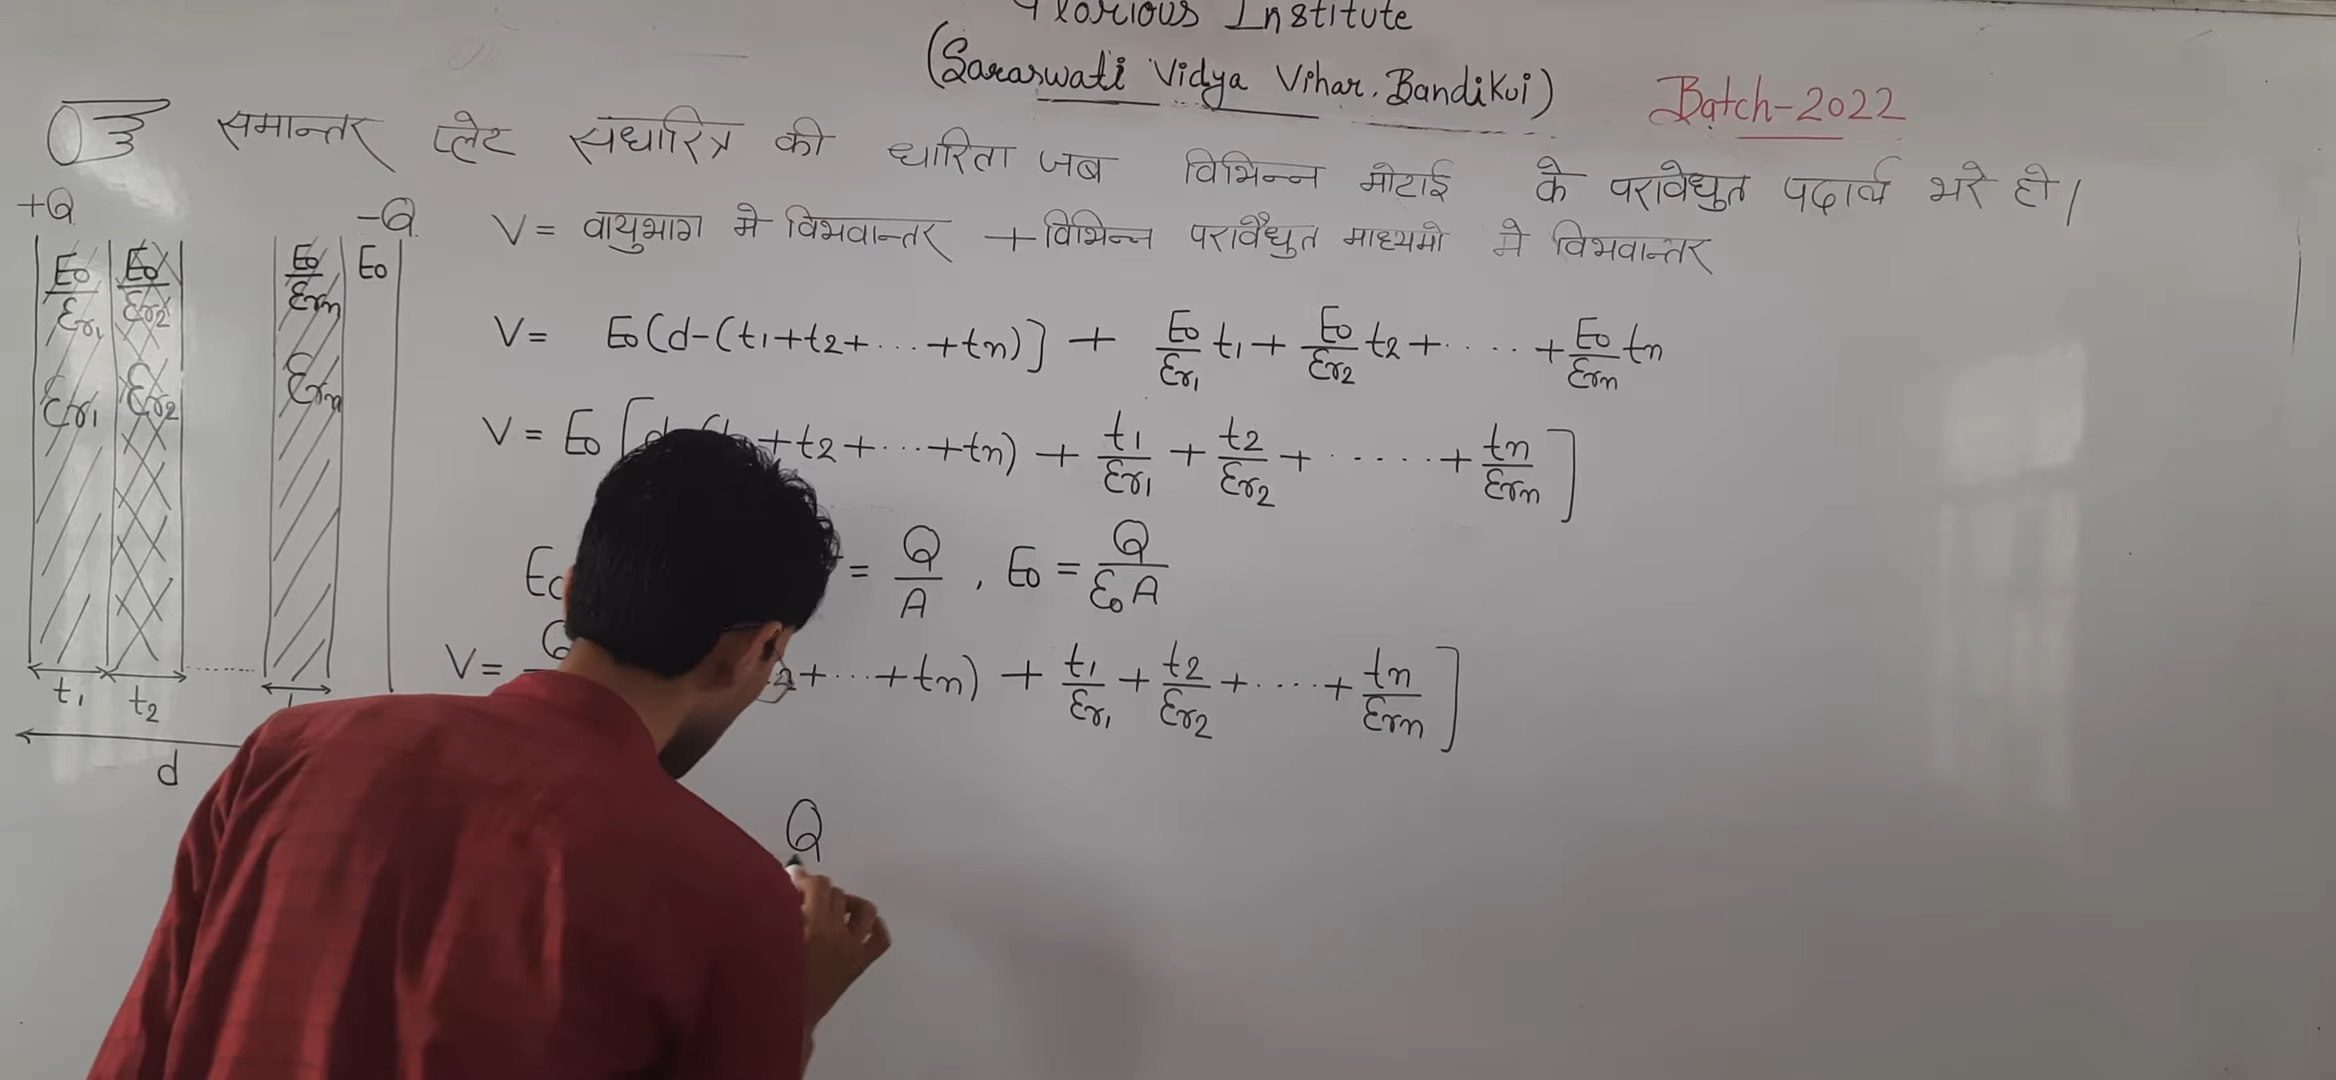 Glorious Institute
(Saraswati Vidya Vihar. Bandikui)
Batch-2022
समान्तर प्लेट संधारित्र की धारिता जब विभिन्न मोटाई के परावैधुत पदार्थ भरे हो।
+Q -Q
V = वायुभाग मे विभवान्तर + विभिन्न परावैधुत माध्यमो मे विभवान्तर
E₀/εr₁ E₀/εr₂ E₀/εrn E₀
V = E₀(d-(t₁+t₂+...+tn)] + E₀/εr₁ t₁ + E₀/εr₂ t₂ + ..... + E₀/εrn tn
εr₁ εr₂ εrn
V = E₀[d +t₂+...+tn) + t₁/εr₁ + t₂/εr₂ + ...... + tn/εrn]
= Q/A , E₀ = Q/ε₀A
V = 2+...+tn) + t₁/εr₁ + t₂/εr₂ + ..... + tn/εrn]
t₁ t₂
d
Q